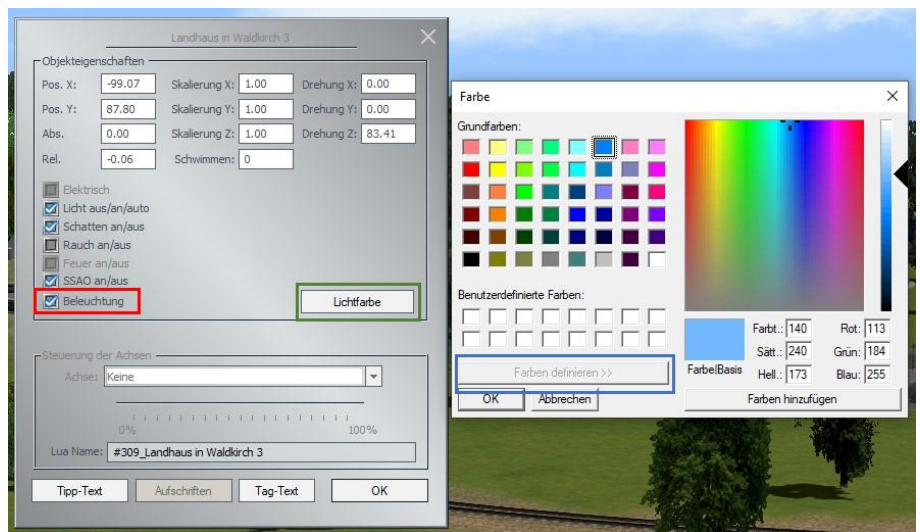 Landhaus in Waldkirch 3
Objekteigenschaften
Pos. X: -99.07 Skalierung X: 1.00 Drehung X: 0.00
Pos. Y: 87.80 Skalierung Y: 1.00 Drehung Y: 0.00
Abs. 0.00 Skalierung Z: 1.00 Drehung Z: 83.41
Rel. -0.06 Schwimmen: 0
Elektrisch
Licht aus/an/auto
Schatten an/aus
Rauch an/aus
Feuer an/aus
SSAO an/aus
Beleuchtung
Lichtfarbe
Steuerung der Achsen
Achse: Keine
0% 100%
Lua Name: #309_Landhaus in Waldkirch 3
Tipp-Text Aufschriften Tag-Text OK
Farbe
Grundfarben:
Benutzerdefinierte Farben:
Farben definieren >>
OK Abbrechen
Farbe|Basis
Farbt.: 140 Rot: 113
Sätt.: 240 Grün: 184
Hell.: 173 Blau: 255
Farben hinzufügen